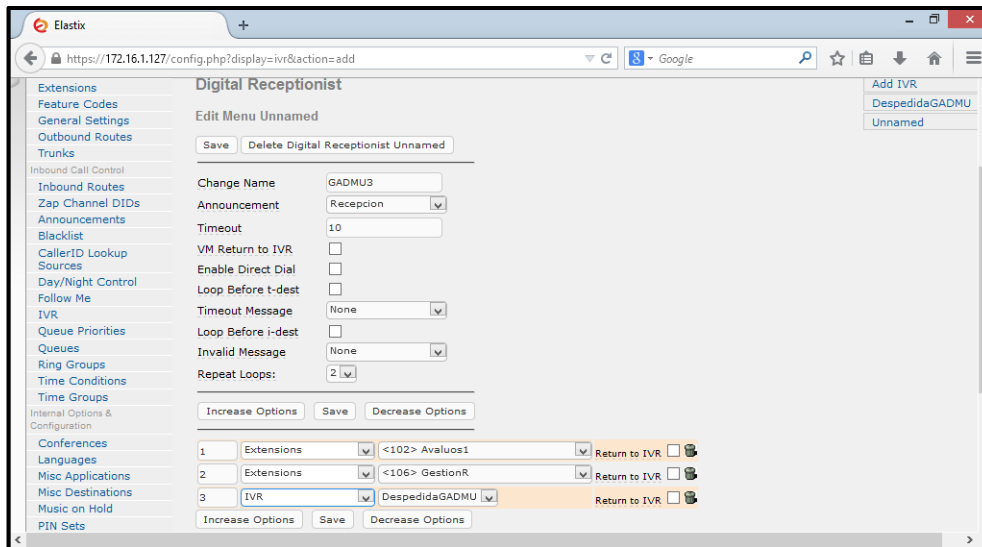 Elastix
https://172.16.1.127/config.php?display=ivr&action=add
Google
Extensions
Feature Codes
General Settings
Outbound Routes
Trunks
Inbound Call Control
Inbound Routes
Zap Channel DIDs
Announcements
Blacklist
CallerID Lookup
Sources
Day/Night Control
Follow Me
IVR
Queue Priorities
Queues
Ring Groups
Time Conditions
Time Groups
Internal Options &
Configuration
Conferences
Languages
Misc Applications
Misc Destinations
Music on Hold
PIN Sets
Digital Receptionist
Edit Menu Unnamed
Save Delete Digital Receptionist Unnamed
Change Name GADMU3
Announcement Recepcion
Timeout 10
VM Return to IVR
Enable Direct Dial
Loop Before t-dest
Timeout Message None
Loop Before i-dest
Invalid Message None
Repeat Loops: 2
Increase Options Save Decrease Options
1 Extensions <102> Avaluos1 Return to IVR
2 Extensions <106> GestionR Return to IVR
3 IVR DespedidaGADMU Return to IVR
Increase Options Save Decrease Options
Add IVR
DespedidaGADMU
Unnamed